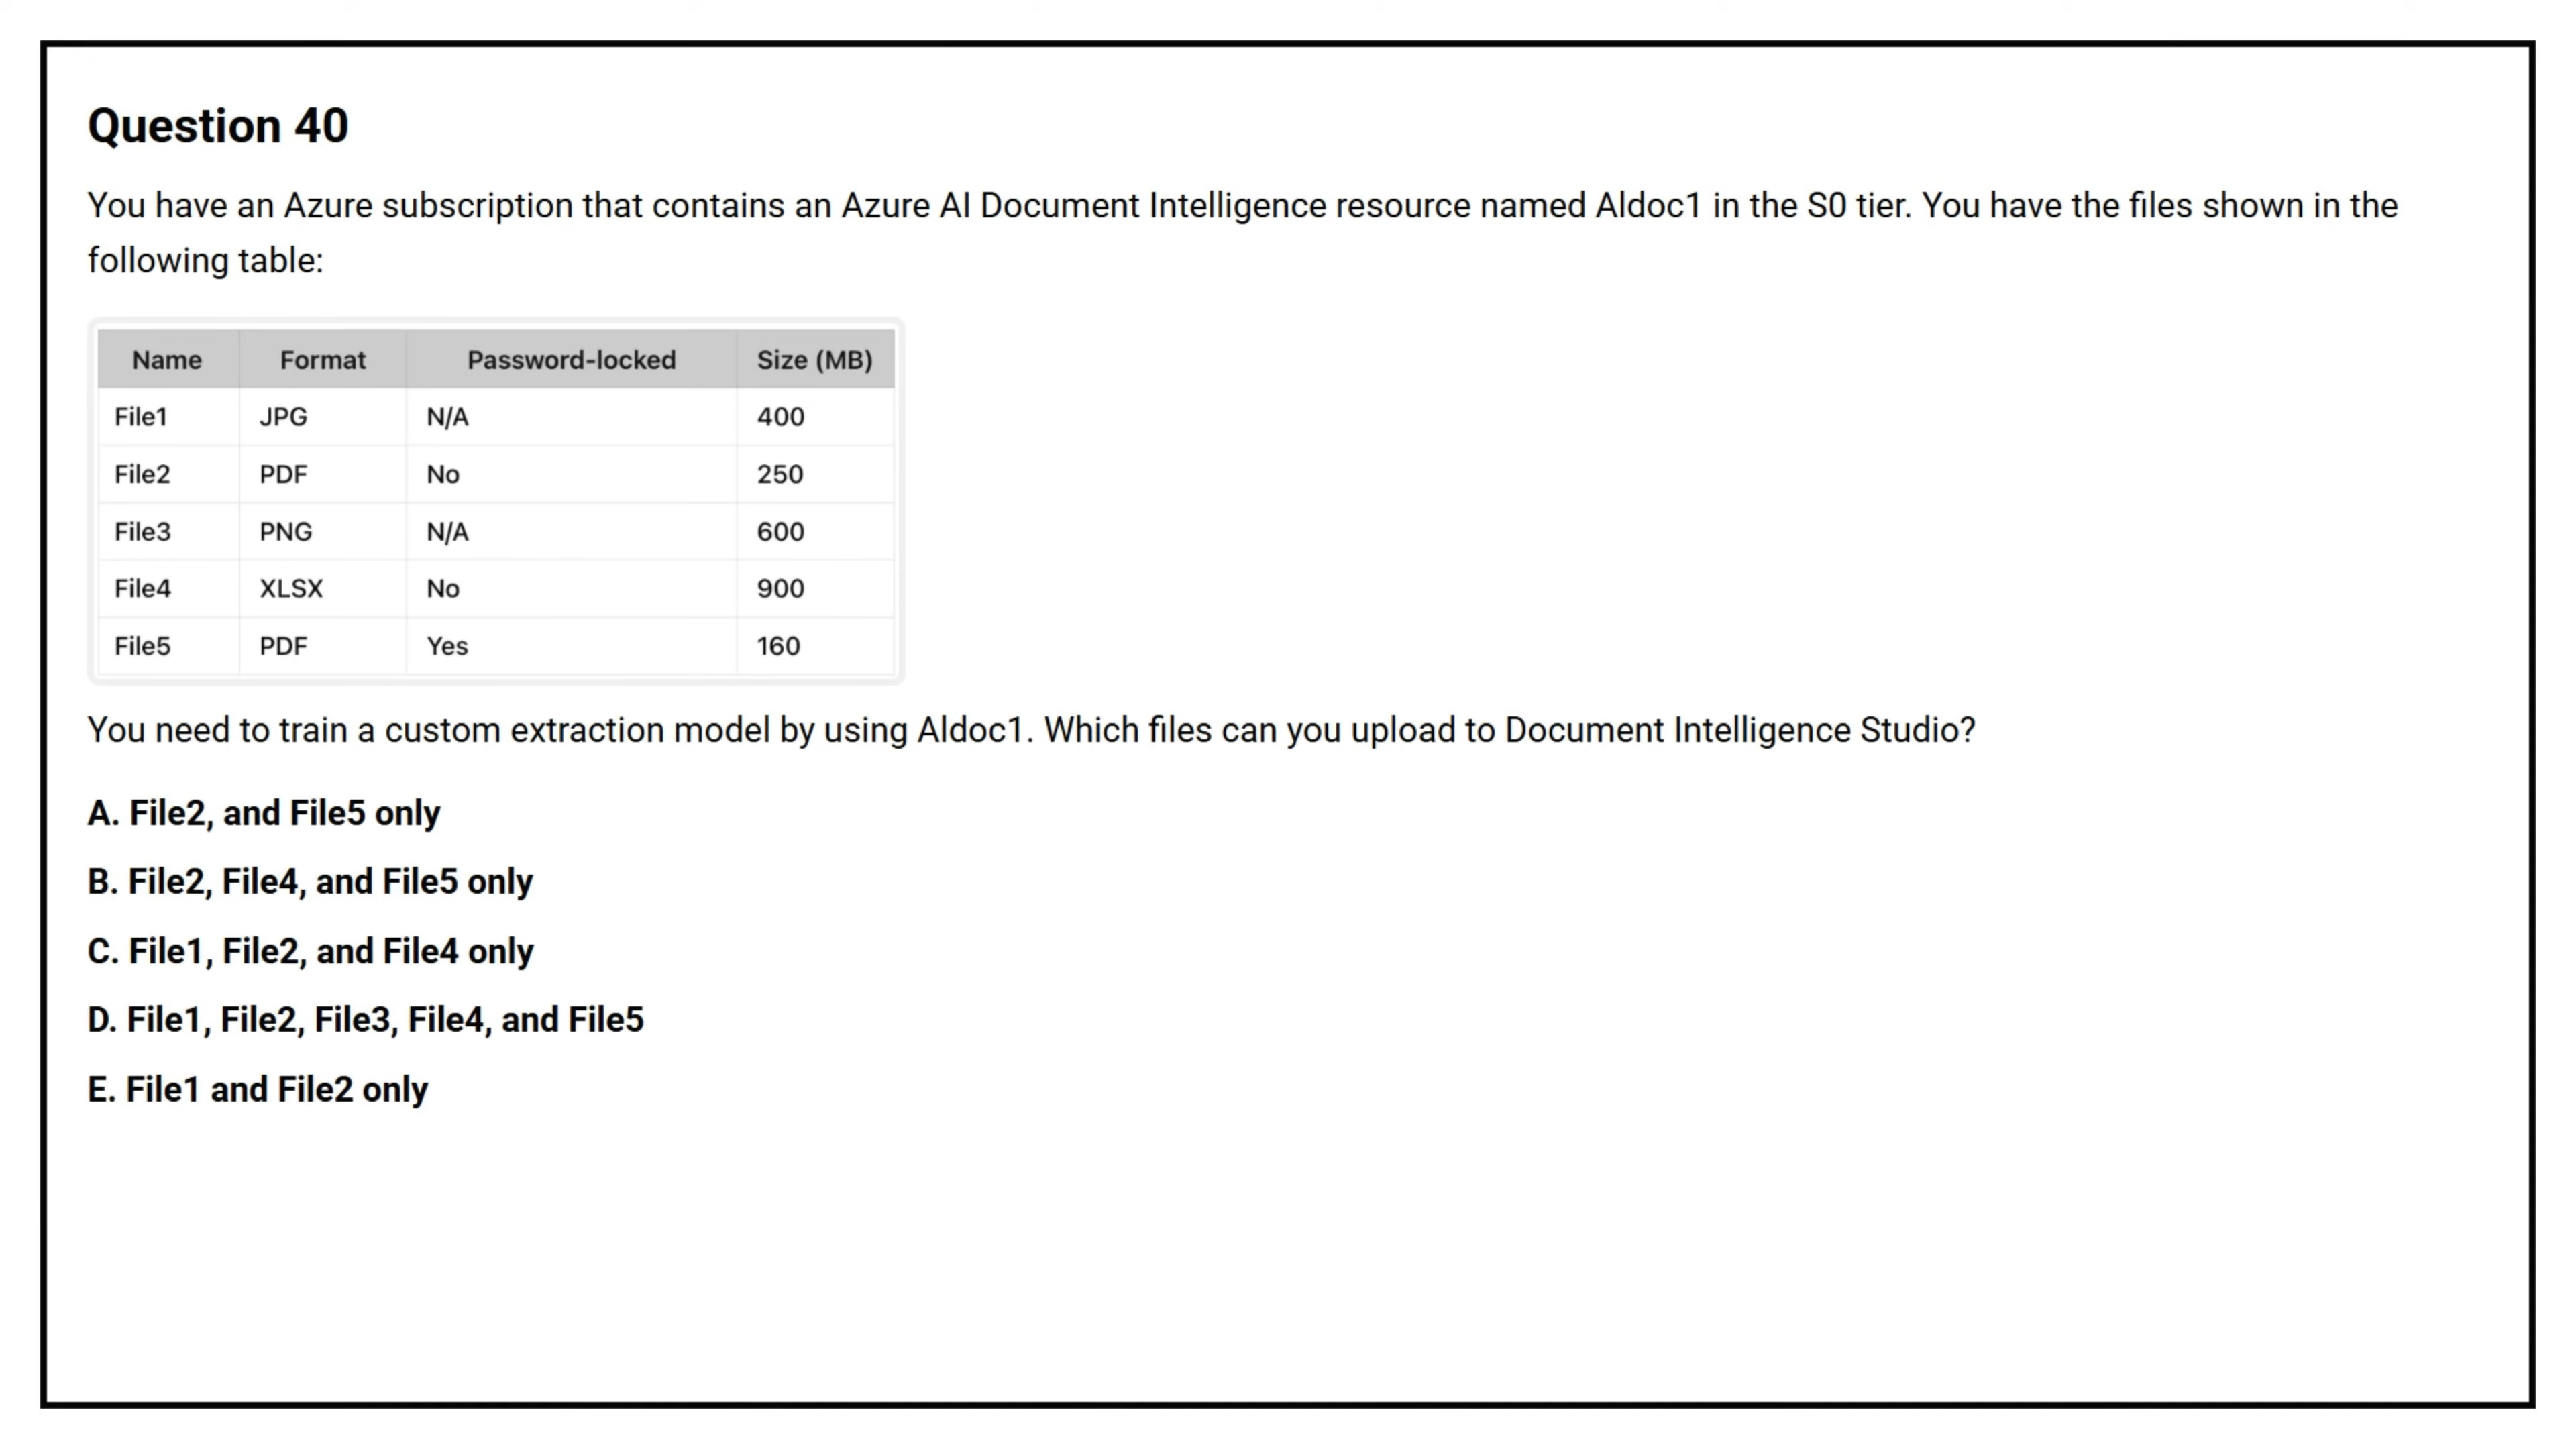 Question 40
You have an Azure subscription that contains an Azure AI Document Intelligence resource named Aldoc1 in the S0 tier. You have the files shown in the
following table:
Name Format Password-locked Size (MB)
File1 JPG N/A 400
File2 PDF No 250
File3 PNG N/A 600
File4 XLSX No 900
File5 PDF Yes 160
You need to train a custom extraction model by using Aldoc1. Which files can you upload to Document Intelligence Studio?
A. File2, and File5 only
B. File2, File4, and File5 only
C. File1, File2, and File4 only
D. File1, File2, File3, File4, and File5
E. File1 and File2 only